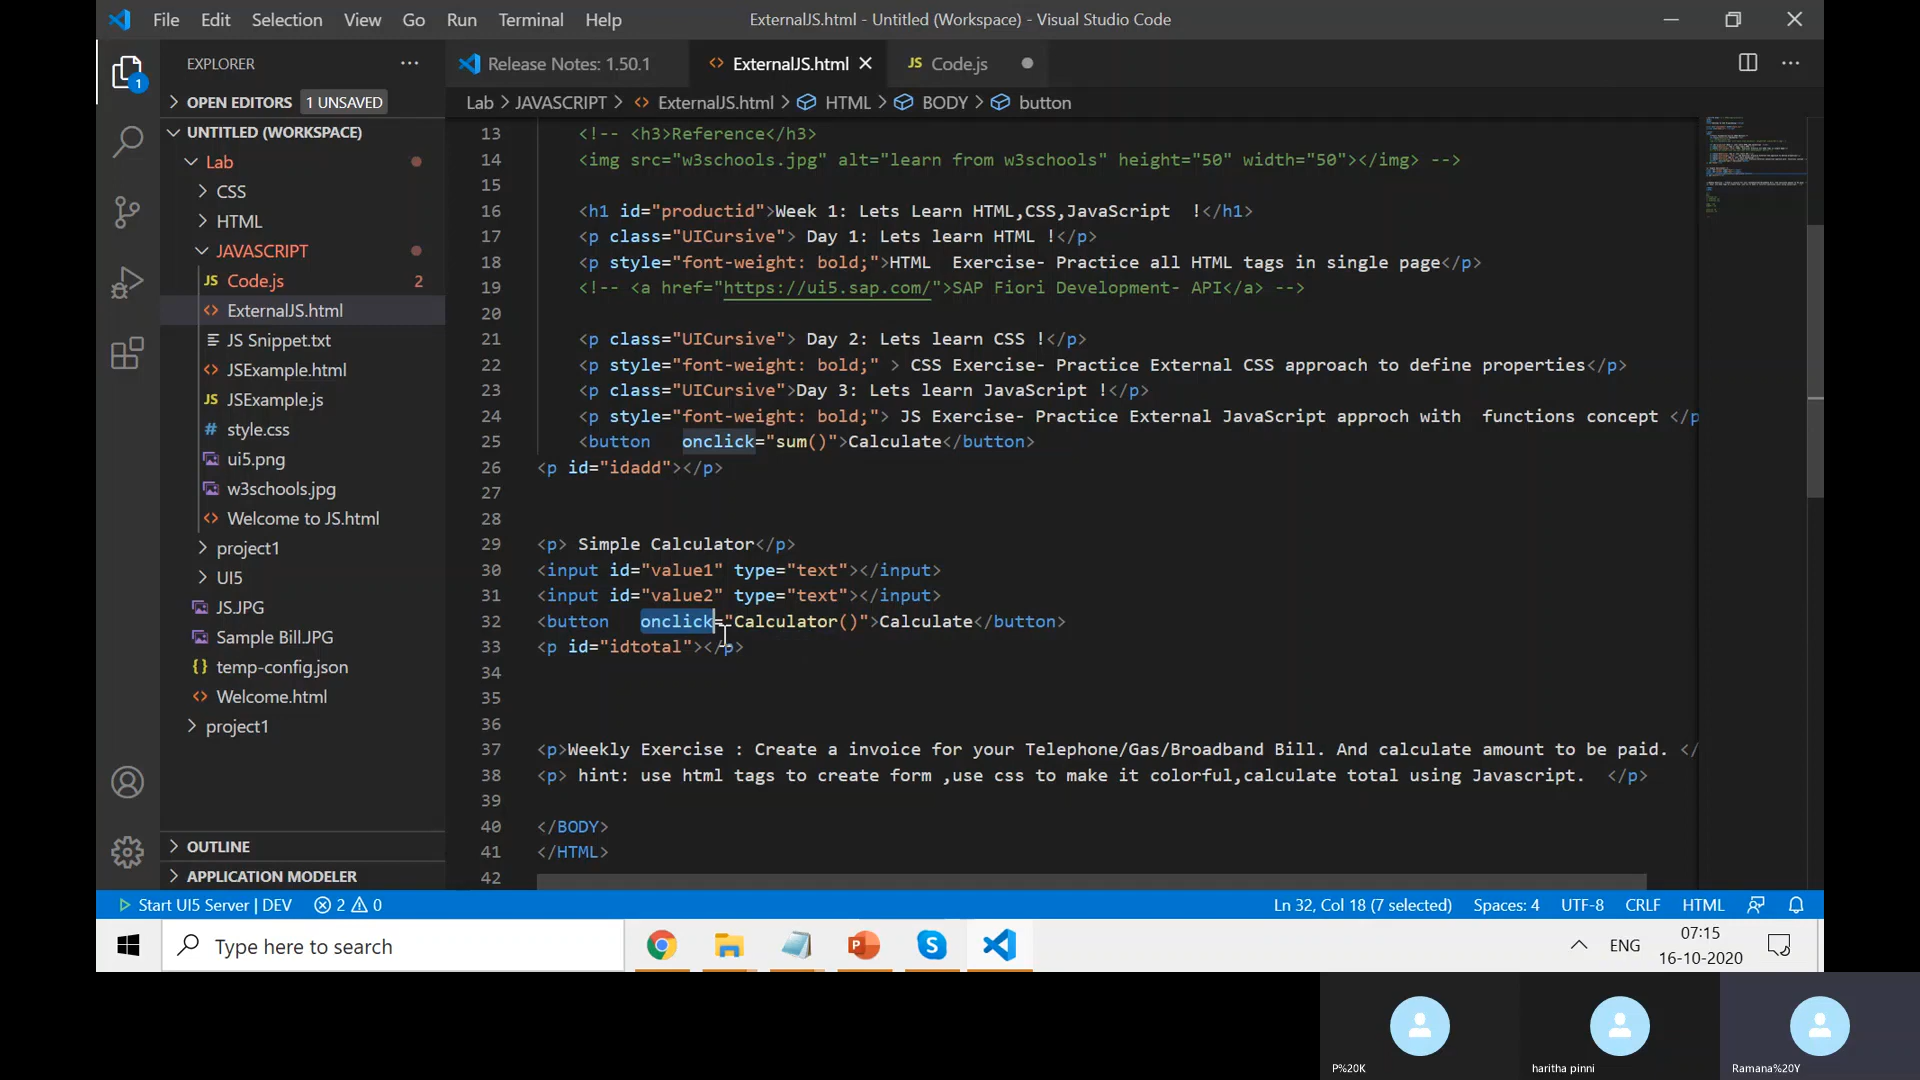 File Edit Selection View Go Run Terminal Help
ExternalJS.html - Untitled (Workspace) - Visual Studio Code
EXPLORER
OPEN EDITORS 1 UNSAVED
UNTITLED (WORKSPACE)
Lab
CSS
HTML
JAVASCRIPT
JS Code.js 2
<> ExternalJS.html
JS Snippet.txt
<> JSExample.html
JS JSExample.js
# style.css
ui5.png
w3schools.jpg
<> Welcome to JS.html
project1
UI5
JS.JPG
Sample Bill.JPG
{} temp-config.json
<> Welcome.html
project1
OUTLINE
APPLICATION MODELER
1
Release Notes: 1.50.1
<> ExternalJS.html
JS Code.js
Lab > JAVASCRIPT > <> ExternalJS.html > HTML > BODY > button
13 <!-- <h3>Reference</h3>
14 <img src="w3schools.jpg" alt="learn from w3schools" height="50" width="50"></img> -->
15
16 <h1 id="productid">Week 1: Lets Learn HTML,CSS,JavaScript  !</h1>
17 <p class="UICursive"> Day 1: Lets learn HTML !</p>
18 <p style="font-weight: bold;">HTML  Exercise- Practice all HTML tags in single page</p>
19 <!-- <a href="https://ui5.sap.com/">SAP Fiori Development- API</a> -->
20
21 <p class="UICursive"> Day 2: Lets learn CSS !</p>
22 <p style="font-weight: bold;" > CSS Exercise- Practice External CSS approach to define properties</p>
23 <p class="UICursive">Day 3: Lets learn JavaScript !</p>
24 <p style="font-weight: bold;"> JS Exercise- Practice External JavaScript approch with  functions concept </p
25 <button   onclick="sum()">Calculate</button>
26 <p id="idadd"></p>
27
28
29 <p> Simple Calculator</p>
30 <input id="value1" type="text"></input>
31 <input id="value2" type="text"></input>
32 <button   onclick="Calculator()">Calculate</button>
33 <p id="idtotal"></p>
34
35
36
37 <p>Weekly Exercise : Create a invoice for your Telephone/Gas/Broadband Bill. And calculate amount to be paid. </
38 <p> hint: use html tags to create form ,use css to make it colorful,calculate total using Javascript.  </p>
39
40 </BODY>
41 </HTML>
42
Start UI5 Server | DEV 2 0
Ln 32, Col 18 (7 selected) Spaces: 4 UTF-8 CRLF HTML
Type here to search
ENG
07:15
16-10-2020
P%20K
haritha pinni
Ramana%20Y